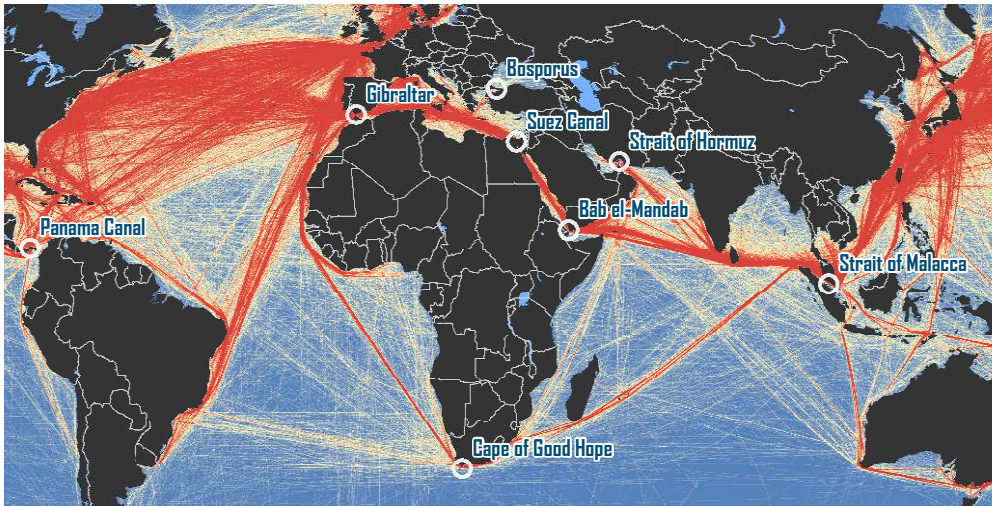 Bosporus
Gibraltar
Suez Canal
Strait of Hormuz
Bab el-Mandab
Panama Canal
Strait of Malacca
Cape of Good Hope